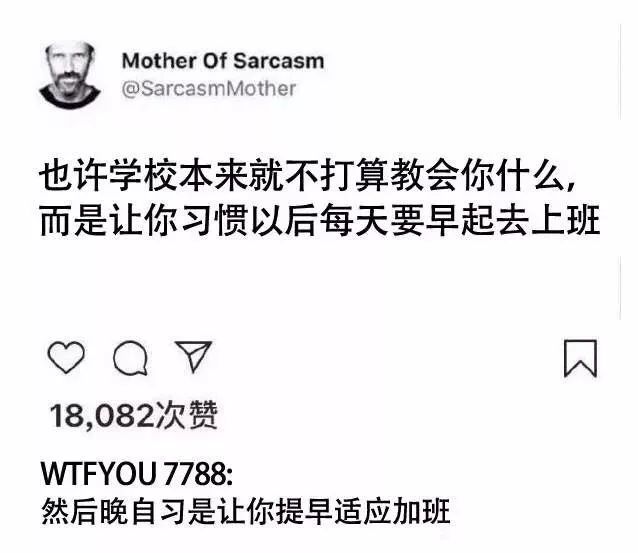 Mother Of Sarcasm
@SarcasmMother
也许学校本来就不打算教会你什么,
而是让你习惯以后每天要早起去上班
18,082次赞
WTFYOU 7788:
然后晚自习是让你提早适应加班